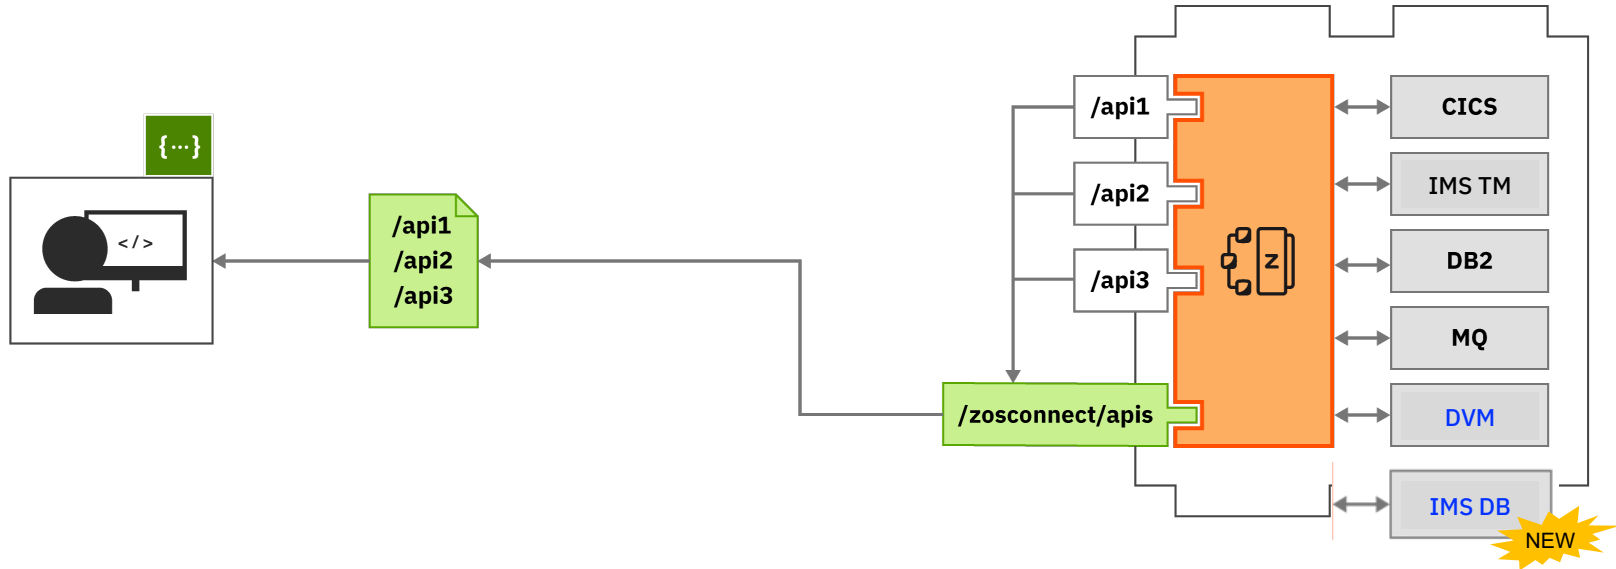 {...}
</>
/api1
/api2
/api3
/api1
/api2
/api3
/zosconnect/apis
Z
CICS
IMS TM
DB2
MQ
DVM
IMS DB
NEW